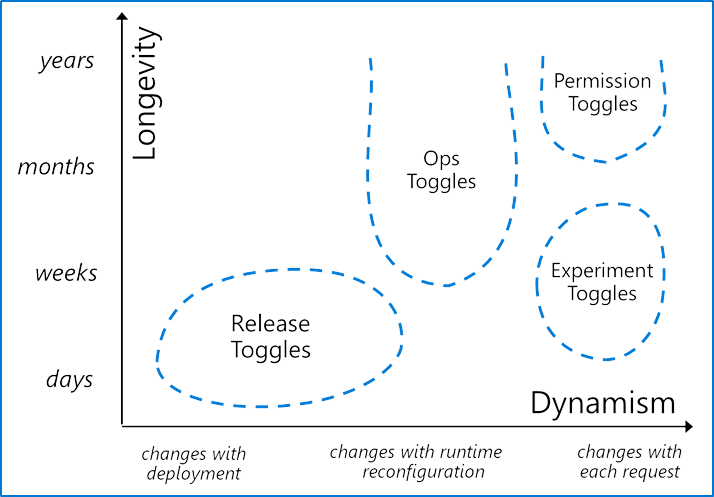 Longevity
years
months
weeks
days
Permission
Toggles
Ops
Toggles
Experiment
Toggles
Release
Toggles
Dynamism
changes with
deployment
changes with runtime
reconfiguration
changes with
each request